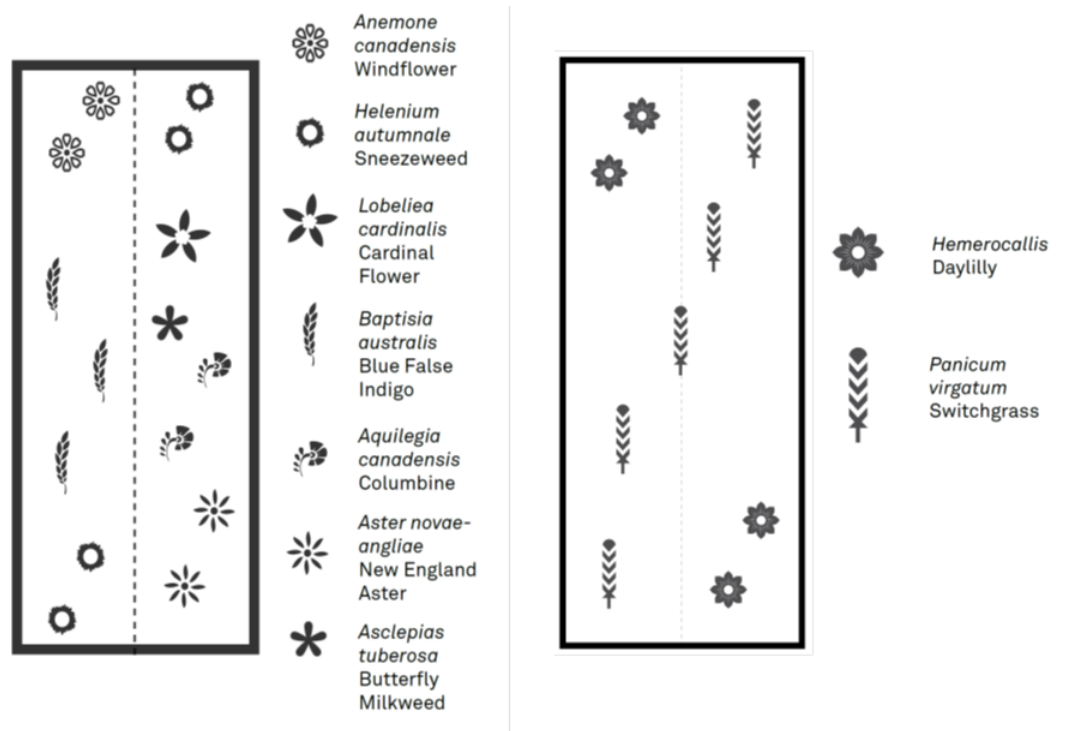 Anemone
canadensis
Windflower
Helenium
autumnale
Sneezeweed
Lobeliea
cardinalis
Cardinal
Flower
Baptisia
australis
Blue False
Indigo
Aquilegia
canadensis
Columbine
Aster novae-
angliae
New England
Aster
Asclepias
tuberosa
Butterfly
Milkweed
Hemerocallis
Daylilly
Panicum
virgatum
Switchgrass